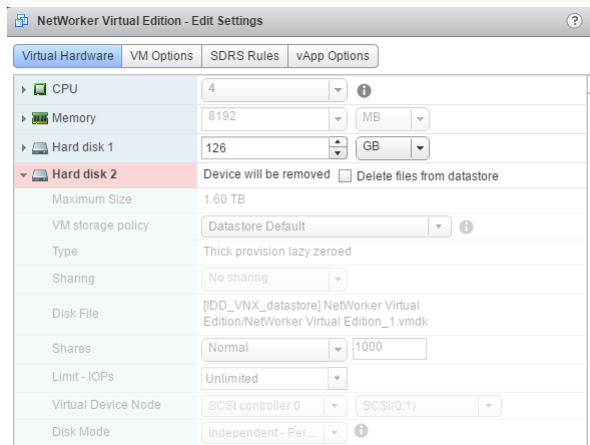 NetWorker Virtual Edition - Edit Settings ?
Virtual Hardware VM Options SDRS Rules vApp Options
CPU 4
Memory 8192 MB
Hard disk 1 126 GB
Hard disk 2 Device will be removed Delete files from datastore
Maximum Size 1.60 TB
VM storage policy Datastore Default
Type Thick provision lazy zeroed
Sharing No sharing
Disk File [IDD_VNX_datastore] NetWorker Virtual
Edition/NetWorker Virtual Edition_1.vmdk
Shares Normal 1000
Limit - IOPs Unlimited
Virtual Device Node SCSI controller 0 SCSI(0:1)
Disk Mode Independent - Per...